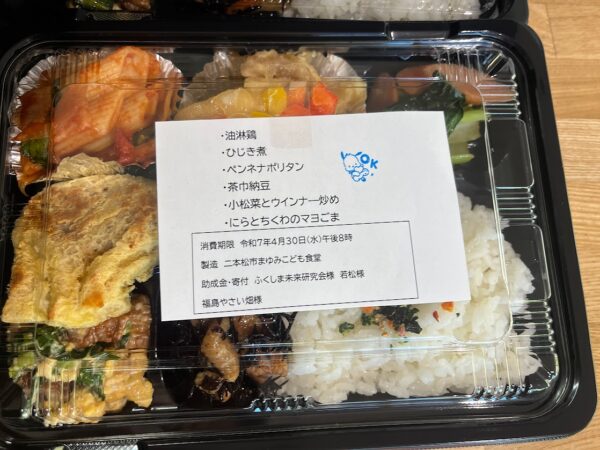 ・油淋鶏
・ひじき煮
・ペンネナポリタン
・茶巾納豆
・小松菜とウインナー炒め
・にらとちくわのマヨごま
OK
消費期限 令和7年4月30日(水)午後8時
製造 二本松市まゆみこども食堂
助成金・寄付 ふくしま未来研究会様 若松様
福島やさい畑様